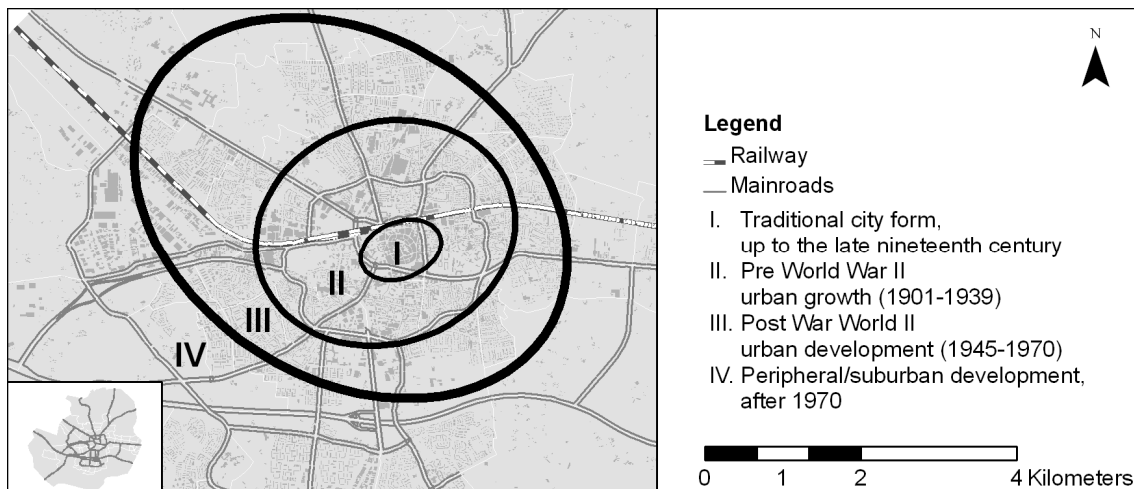 I
II
III
IV
N
Legend
Railway
Mainroads
I. Traditional city form,
up to the late nineteenth century
II. Pre World War II
urban growth (1901-1939)
III. Post War World II
urban development (1945-1970)
IV. Peripheral/suburban development,
after 1970
0 1 2 4 Kilometers